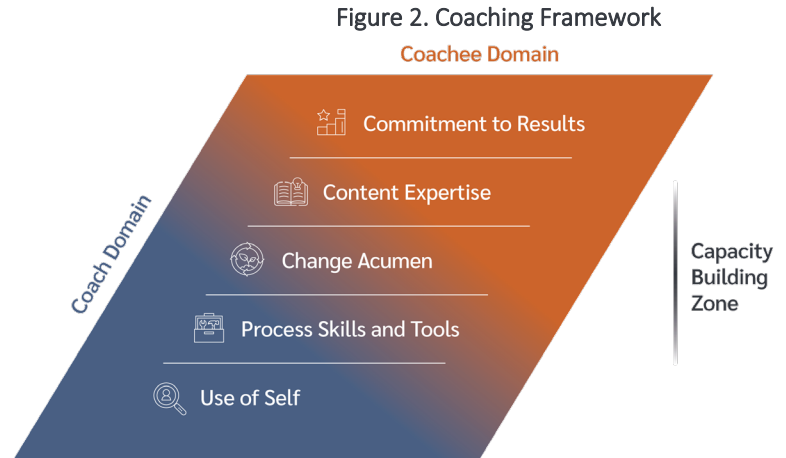 Figure 2. Coaching Framework
Coachee Domain
Commitment to Results
Content Expertise
Coach Domain
Change Acumen
Capacity
Building
Zone
Process Skills and Tools
Use of Self